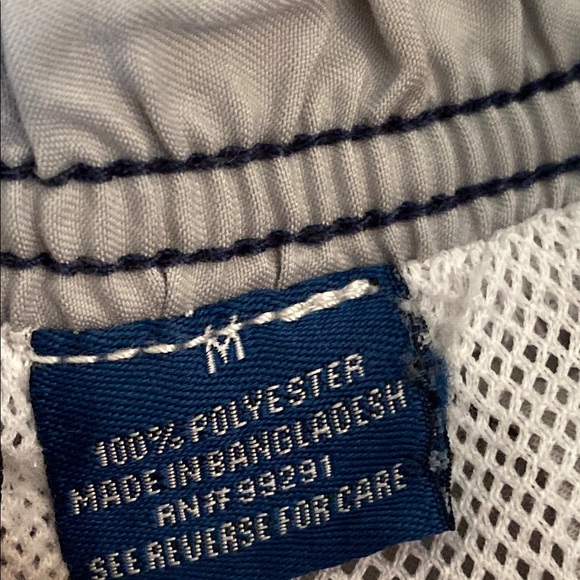 M
100% POLYESTER
MADE IN BANGLADESH
RN# 99291
SEE REVERSE FOR CARE